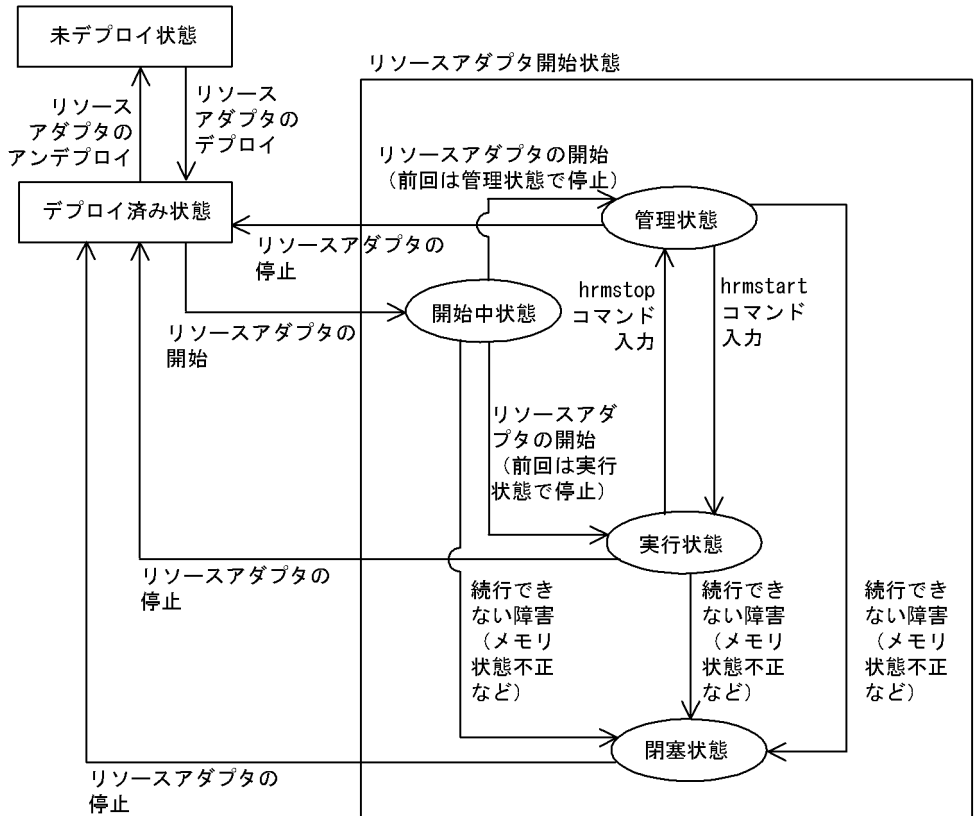 未デプロイ状態
リソースアダプタ開始状態
リソース
アダプタの
アンデプロイ
リソース
アダプタの
デプロイ
リソースアダプタの開始
（前回は管理状態で停止）
デプロイ済み状態
管理状態
リソースアダプタの
停止
hrmstop
コマンド
入力
hrmstart
コマンド
入力
開始中状態
リソースアダプタの
開始
リソースアダ
プタの開始
（前回は実行
状態で停止）
実行状態
リソースアダプタの
停止
続行でき
ない障害
（メモリ
状態不正
など）
続行でき
ない障害
（メモリ
状態不正
など）
続行でき
ない障害
（メモリ
状態不正
など）
閉塞状態
リソースアダプタの
停止